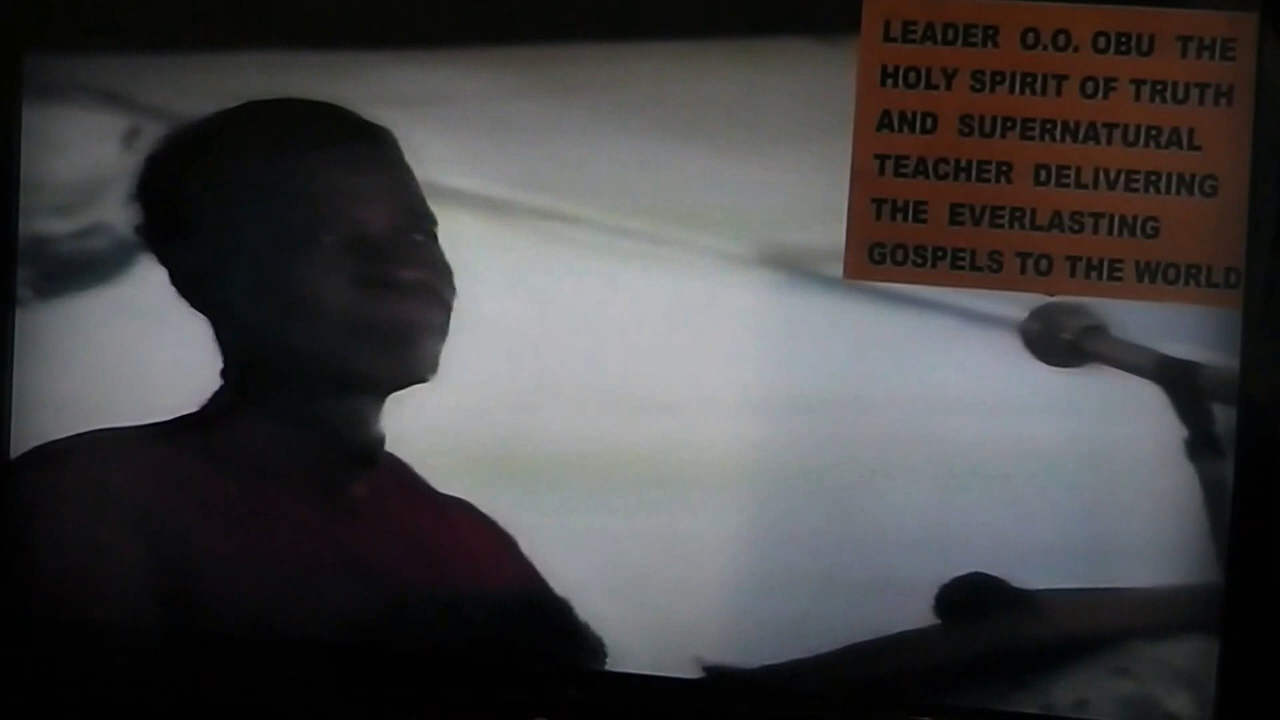 LEADER O.O. OBU THE
HOLY SPIRIT OF TRUTH
AND SUPERNATURAL
TEACHER DELIVERING
THE EVERLASTING
GOSPELS TO THE WORLD